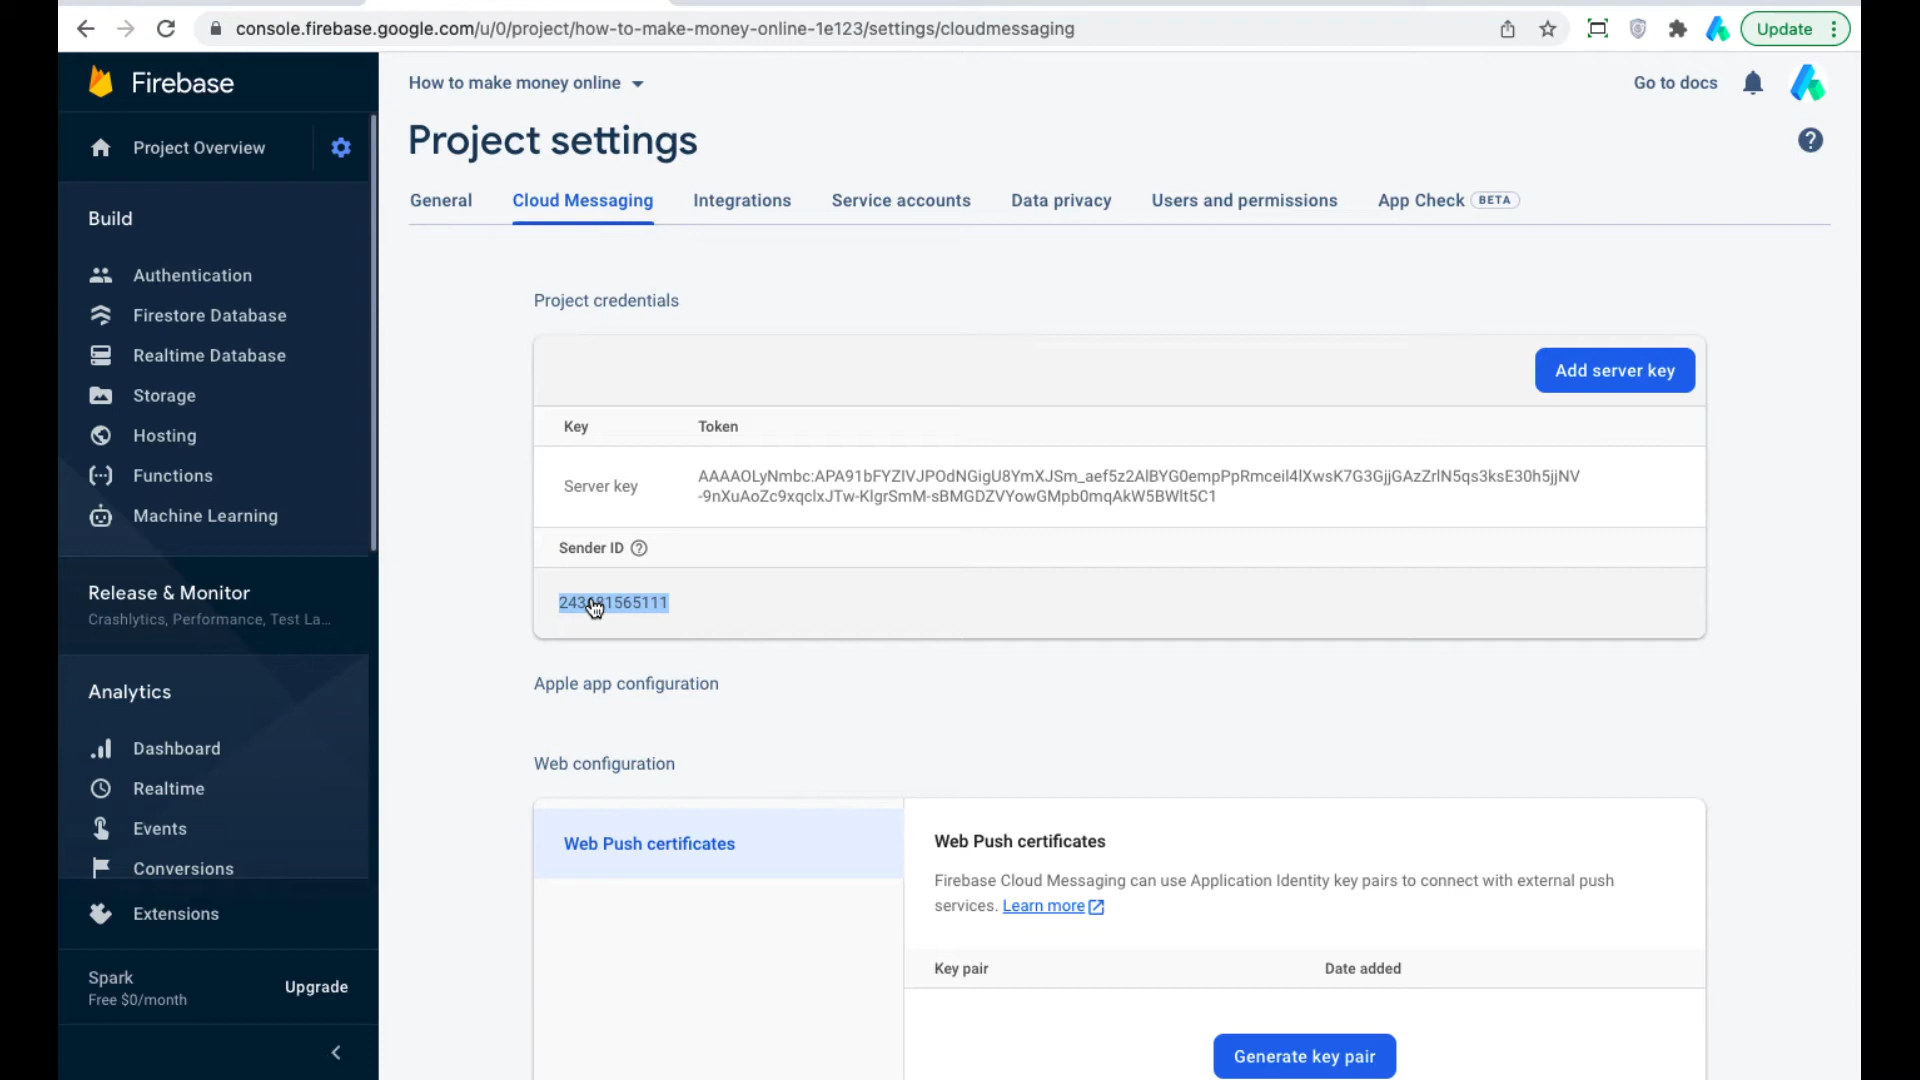 console.firebase.google.com/u/0/project/how-to-make-money-online-1e123/settings/cloudmessaging
Update
Firebase
How to make money online
Go to docs
Project Overview
Project settings
General
Cloud Messaging
Integrations
Service accounts
Data privacy
Users and permissions
App Check BETA
Build
Authentication
Firestore Database
Realtime Database
Storage
Hosting
Functions
Machine Learning
Release & Monitor
Crashlytics, Performance, Test La...
Analytics
Dashboard
Realtime
Events
Conversions
Extensions
Spark
Free $0/month
Upgrade
Project credentials
Add server key
Key
Token
Server key
Sender ID
Apple app configuration
Web configuration
Web Push certificates
Web Push certificates
Firebase Cloud Messaging can use Application Identity key pairs to connect with external push
services. Learn more
Key pair
Date added
Generate key pair